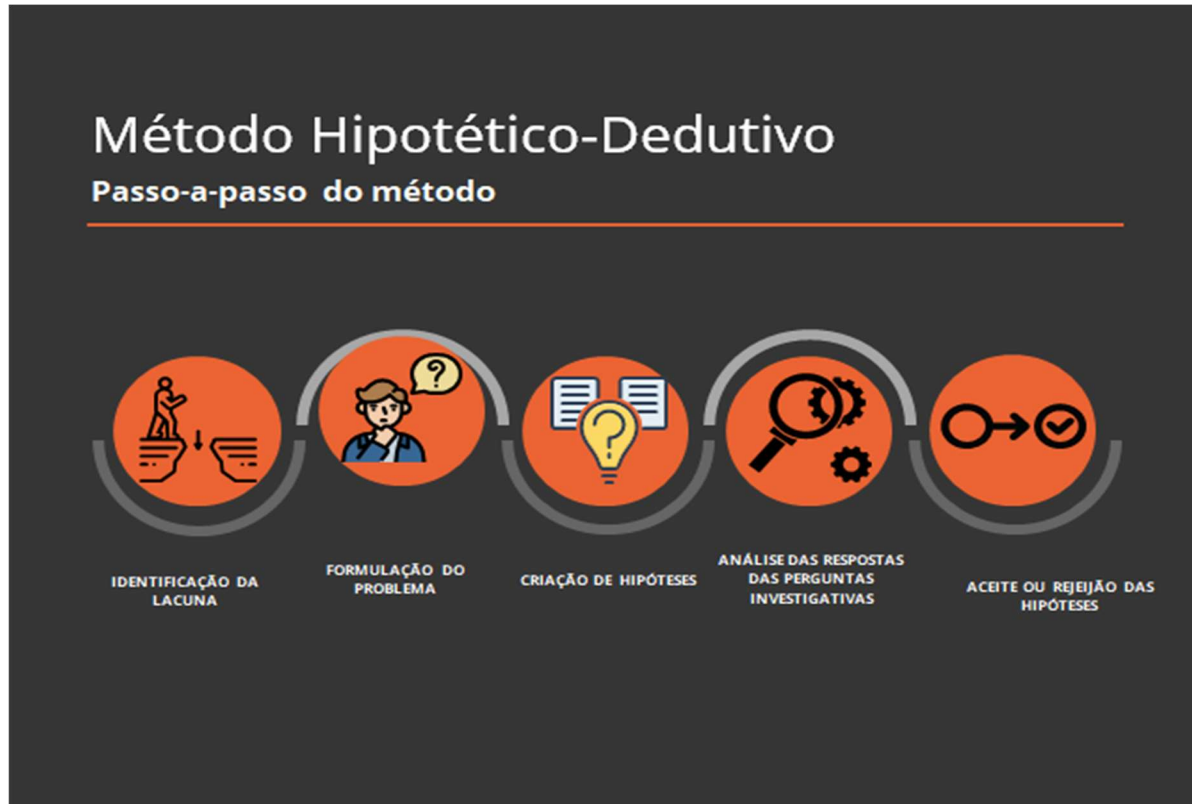 Método Hipotético-Dedutivo
Passo-a-passo do método
?
?
IDENTIFICAÇÃO DA
LACUNA
FORMULAÇÃO DO
PROBLEMA
CRIAÇÃO DE HIPÓTESES
ANÁLISE DAS RESPOSTAS
DAS PERGUNTAS
INVESTIGATIVAS
ACEITE OU REJEIJÃO DAS
HIPÓTESES